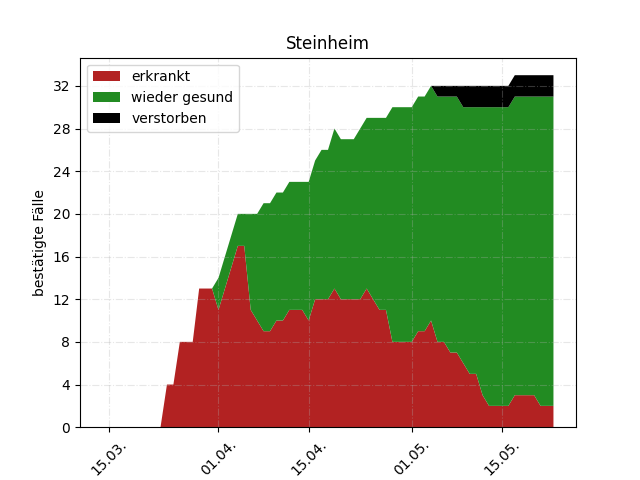 Steinheim
erkrankt
wieder gesund
verstorben
bestätigte Fälle
32
28
24
20
16
12
8
4
0
15.03.
01.04.
15.04.
01.05.
15.05.